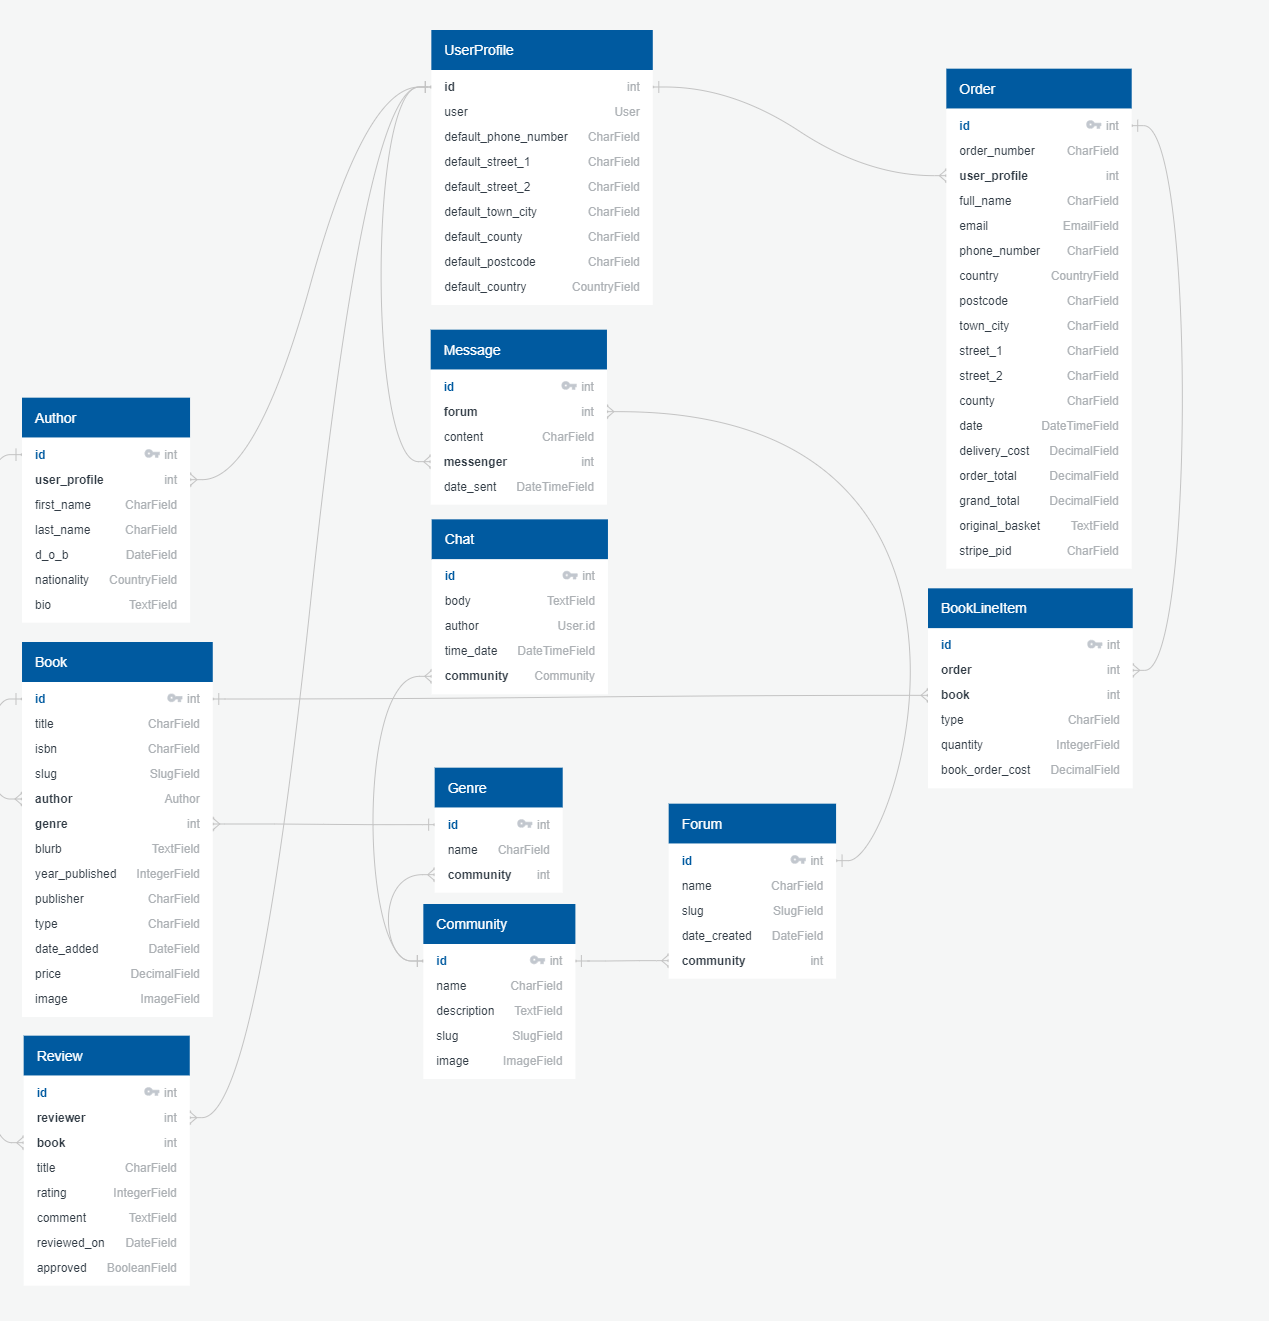 UserProfile
id int
user User
default_phone_number CharField
default_street_1 CharField
default_street_2 CharField
default_town_city CharField
default_county CharField
default_postcode CharField
default_country CountryField
Order
id int
order_number CharField
user_profile int
full_name CharField
email EmailField
phone_number CharField
country CountryField
postcode CharField
town_city CharField
street_1 CharField
street_2 CharField
county CharField
date DateTimeField
delivery_cost DecimalField
order_total DecimalField
grand_total DecimalField
original_basket TextField
stripe_pid CharField
Message
id int
forum int
content CharField
messenger int
date_sent DateTimeField
Author
id int
user_profile int
first_name CharField
last_name CharField
d_o_b DateField
nationality CountryField
bio TextField
Chat
id int
body TextField
author User.id
time_date DateTimeField
community Community
BookLineItem
id int
order int
book int
type CharField
quantity IntegerField
book_order_cost DecimalField
Book
id int
title CharField
isbn CharField
slug SlugField
author Author
genre int
blurb TextField
year_published IntegerField
publisher CharField
type CharField
date_added DateField
price DecimalField
image ImageField
Genre
id int
name CharField
community int
Forum
id int
name CharField
slug SlugField
date_created DateField
community int
Community
id int
name CharField
description TextField
slug SlugField
image ImageField
Review
id int
reviewer int
book int
title CharField
rating IntegerField
comment TextField
reviewed_on DateField
approved BooleanField